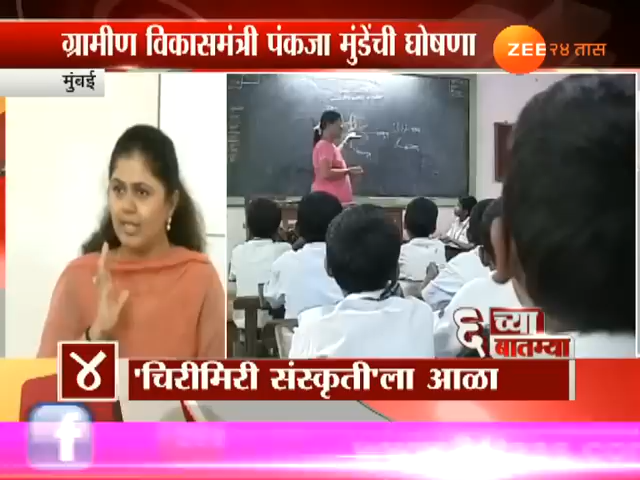 ग्रामीण विकासमंत्री पंकजा मुंडेंची घोषणा
ZEE २४ तास
मुंबई
६ च्या
बातम्या
४ 'चिरीमिरी संस्कृती'ला आळा
f